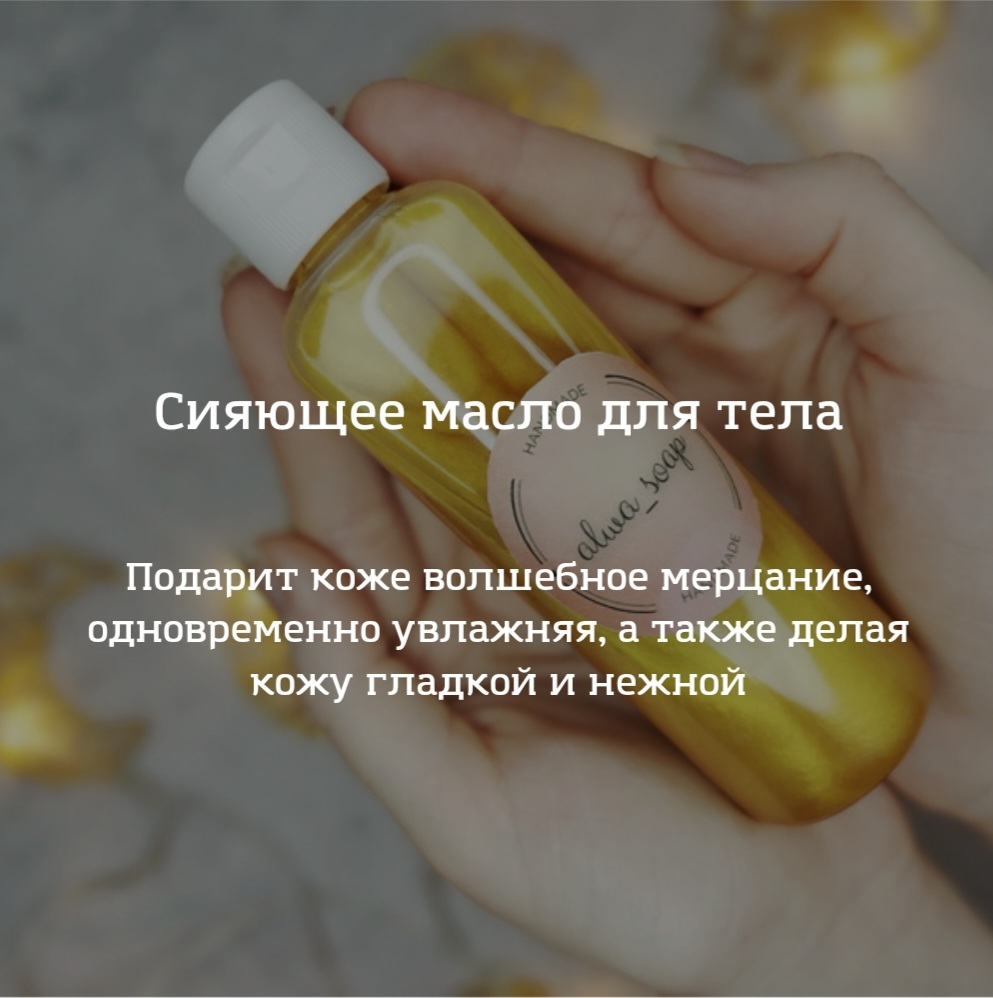 HANDMADE
Сияющее масло для тела
alwa_soap
HANDMADE
Подарит коже волшебное мерцание,
одновременно увлажняя, а также делая
кожу гладкой и нежной